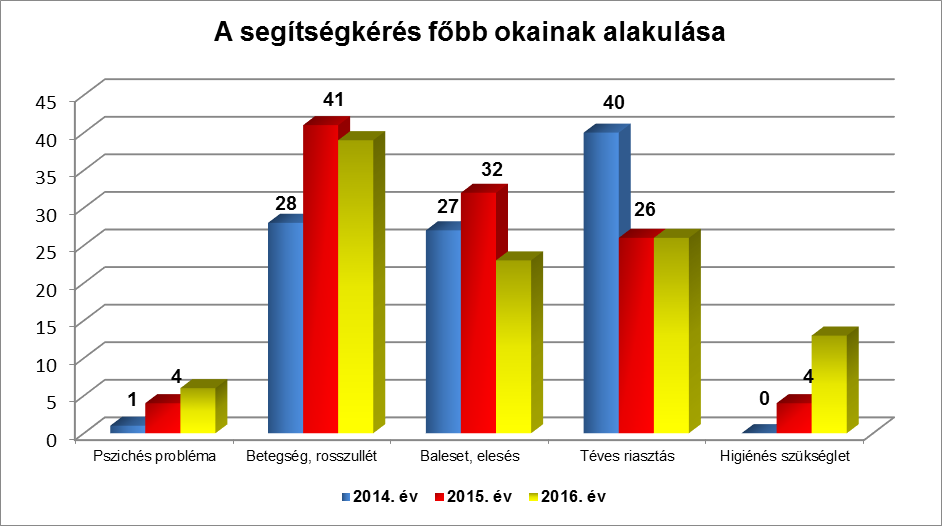 A segítségkérés főbb okainak alakulása
45
40
35
30
25
20
15
10
5
0
1
4
28
41
27
32
40
26
0
4
Pszichés probléma
Betegség, rosszullét
Baleset, elesés
Téves riasztás
Higiénés szükséglet
2014. év
2015. év
2016. év